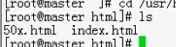 [root@master ~]# cd /usr/
[root@master html]# ls
50x.html  index.html
[root@master html]#